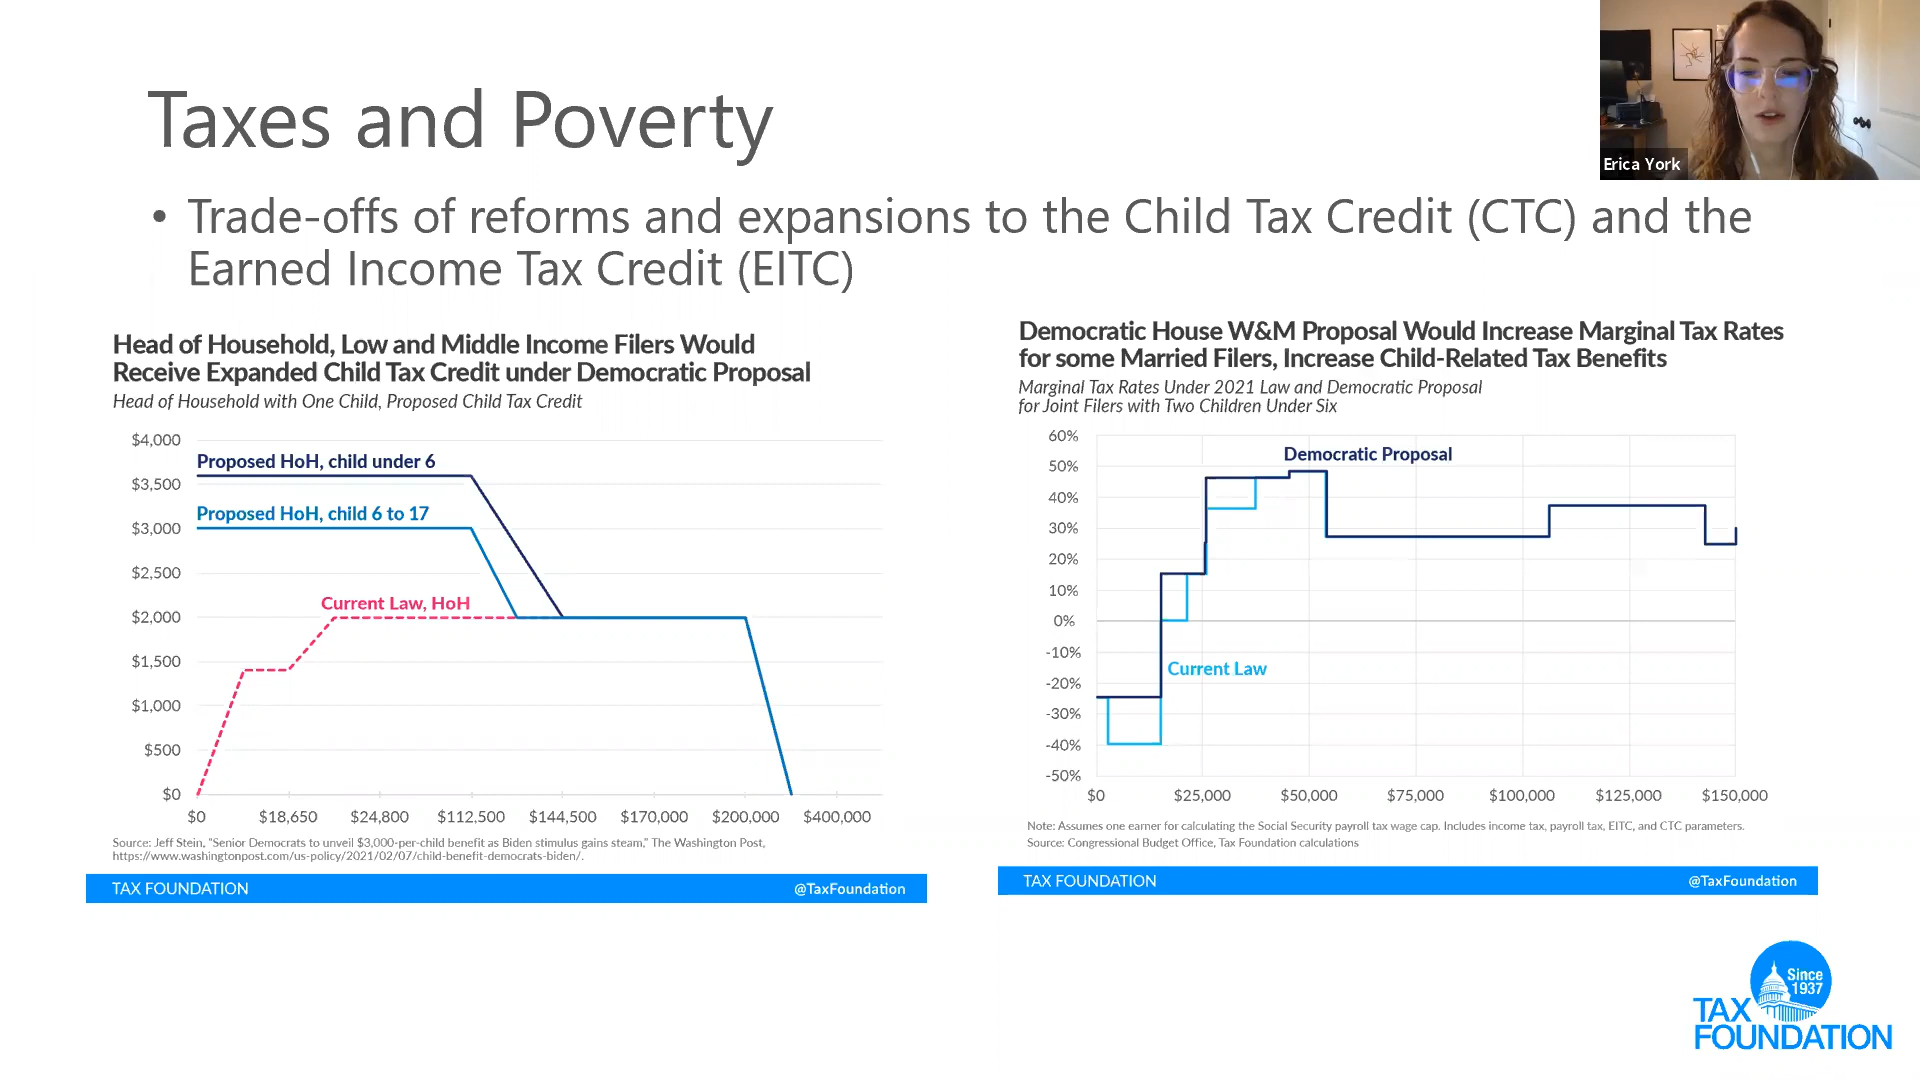 Taxes and Poverty
Erica York
• Trade-offs of reforms and expansions to the Child Tax Credit (CTC) and the
Earned Income Tax Credit (EITC)
Head of Household, Low and Middle Income Filers Would
Receive Expanded Child Tax Credit under Democratic Proposal
Head of Household with One Child, Proposed Child Tax Credit
$4,000
$3,500
$3,000
$2,500
$2,000
$1,500
$1,000
$500
$0
Proposed HoH, child under 6
Proposed HoH, child 6 to 17
Current Law, HoH
$0 $18,650 $24,800 $112,500 $144,500 $170,000 $200,000 $400,000
Source: Jeff Stein, "Senior Democrats to unveil $3,000-per-child benefit as Biden stimulus gains steam," The Washington Post,
https://www.washingtonpost.com/us-policy/2021/02/07/child-benefit-democrats-biden/.
TAX FOUNDATION @TaxFoundation
Democratic House W&M Proposal Would Increase Marginal Tax Rates
for some Married Filers, Increase Child-Related Tax Benefits
Marginal Tax Rates Under 2021 Law and Democratic Proposal
for Joint Filers with Two Children Under Six
60%
50%
40%
30%
20%
10%
0%
-10%
-20%
-30%
-40%
-50%
Democratic Proposal
Current Law
$0 $25,000 $50,000 $75,000 $100,000 $125,000 $150,000
Note: Assumes one earner for calculating the Social Security payroll tax wage cap. Includes income tax, payroll tax, EITC, and CTC parameters.
Source: Congressional Budget Office, Tax Foundation calculations
TAX FOUNDATION @TaxFoundation
Since
1937
TAX
FOUNDATION